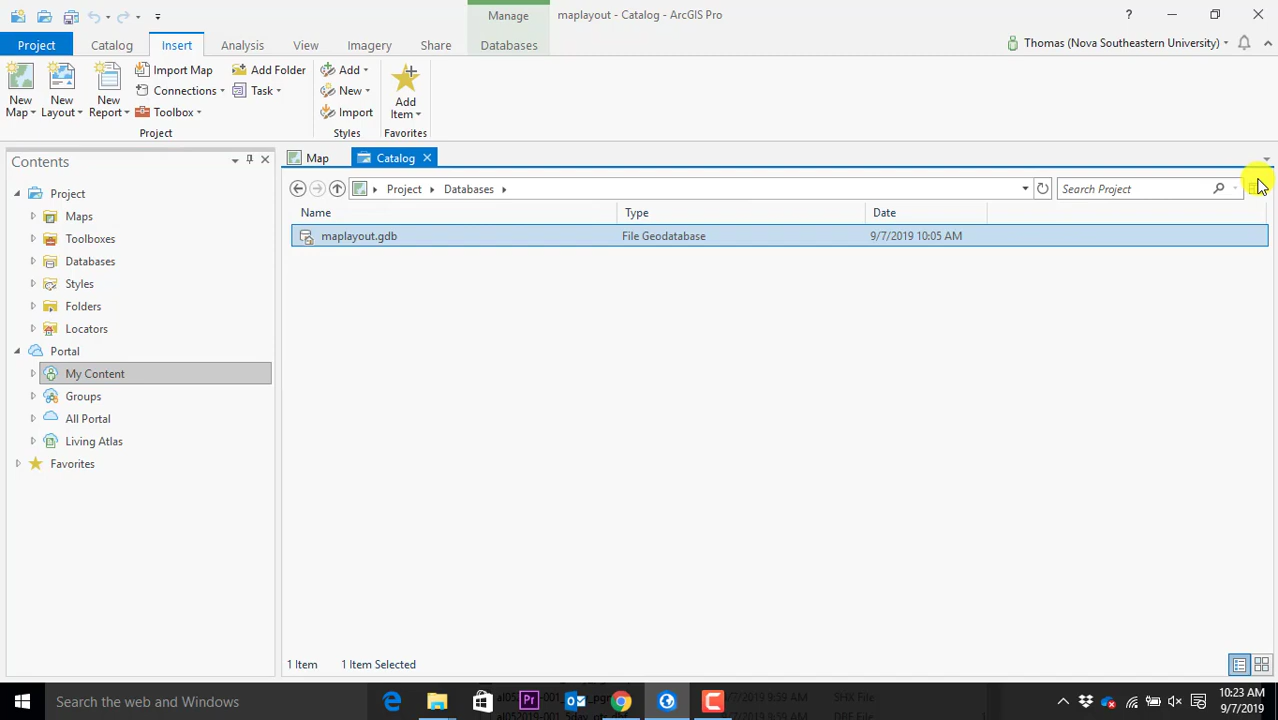 Manage
maplayout - Catalog - ArcGIS Pro
?
Project
Catalog
Insert
Analysis
View
Imagery
Share
Databases
Thomas (Nova Southeastern University)
New Map
New Layout
New Report
Import Map
Connections
Toolbox
Add Folder
Task
Project
Add
New
Import
Styles
Add Item
Favorites
Contents
Map
Catalog
Project
Databases
Search Project
Project
Maps
Toolboxes
Databases
Styles
Folders
Locators
Portal
My Content
Groups
All Portal
Living Atlas
Favorites
Name
Type
Date
maplayout.gdb
File Geodatabase
9/7/2019 10:05 AM
1 Item
1 Item Selected
Search the web and Windows
Pr
SHX File
10:23 AM
9/7/2019